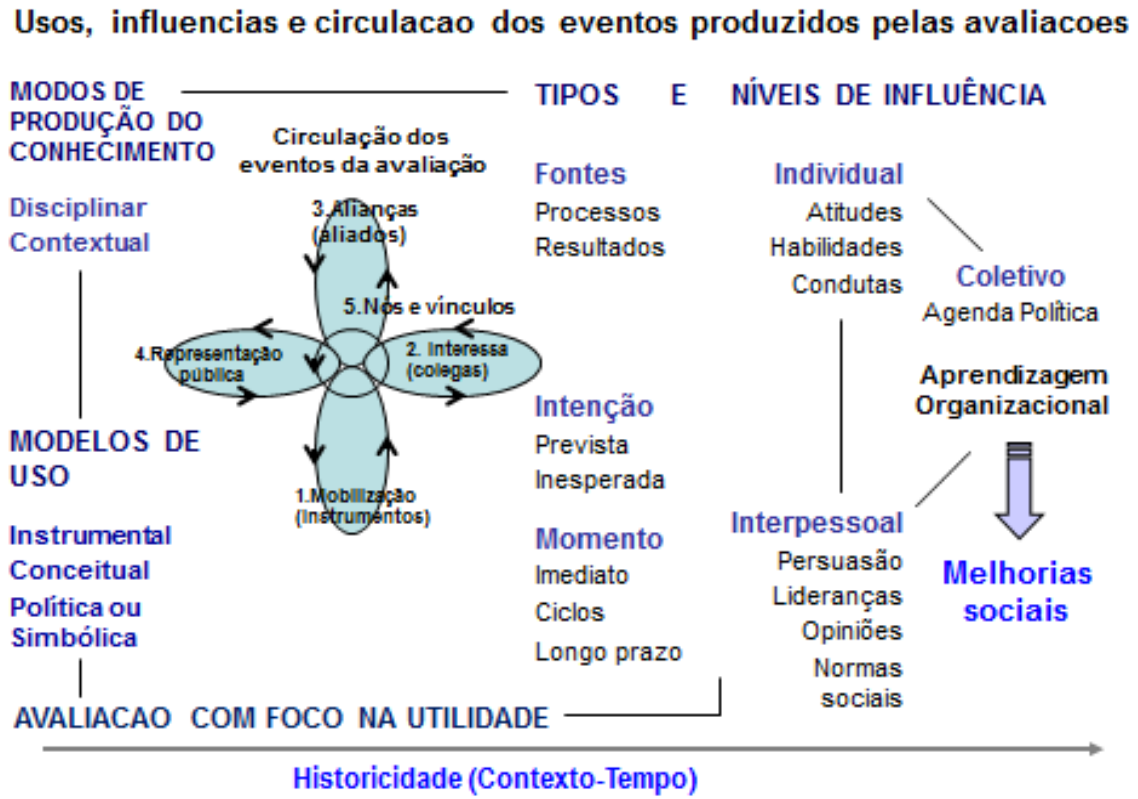 Usos, influencias e circulacao dos eventos produzidos pelas avaliacoes
MODOS DE
PRODUÇÃO DO
CONHECIMENTO
Disciplinar
Contextual
MODELOS DE
USO
Instrumental
Conceitual
Política ou
Simbólica
Circulação dos
eventos da avaliação
3.Alianças
(aliados)
5.Nós e vínculos
4.Representação
pública
2. Interessa
(colegas)
1.Mobilização
(Instrumentos)
TIPOS E NÍVEIS DE INFLUÊNCIA
Fontes
Processos
Resultados
Intenção
Prevista
Inesperada
Momento
Imediato
Ciclos
Longo prazo
Individual
Atitudes
Habilidades
Condutas
Interpessoal
Persuasão
Lideranças
Opiniões
Normas
sociais
Coletivo
Agenda Política
Aprendizagem
Organizacional
Melhorias
sociais
AVALIACAO COM FOCO NA UTILIDADE
Historicidade (Contexto-Tempo)